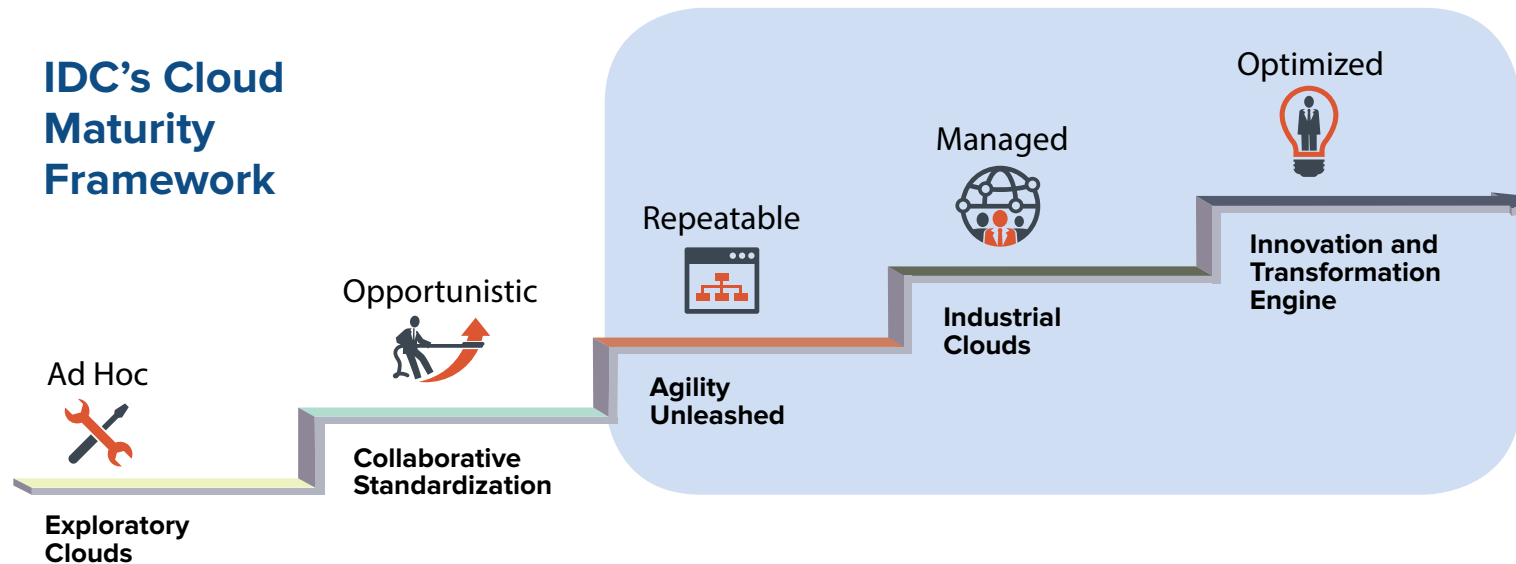 IDC’s Cloud
Maturity
Framework
Ad Hoc
Exploratory
Clouds
Opportunistic
Collaborative
Standardization
Repeatable
Agility
Unleashed
Managed
Industrial
Clouds
Optimized
Innovation and
Transformation
Engine